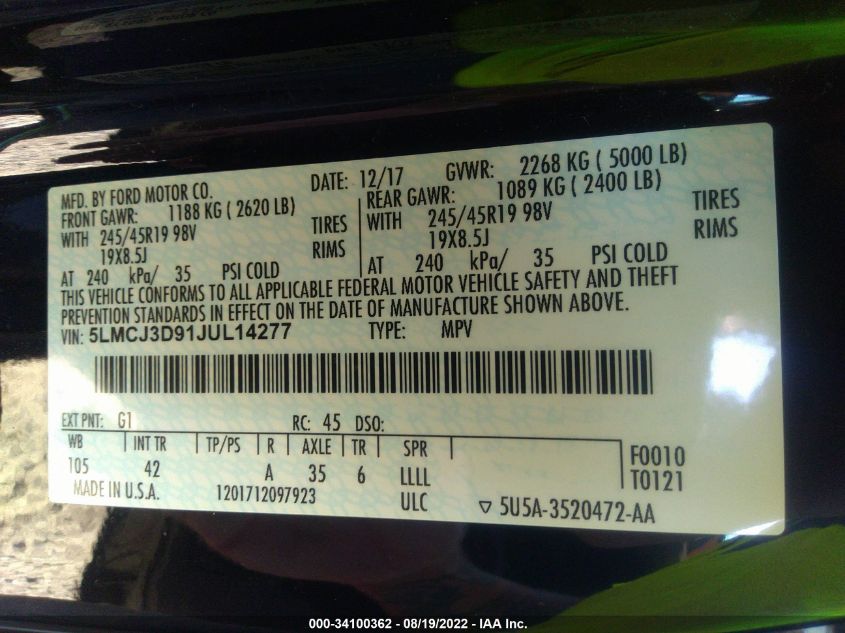 MFD. BY FORD MOTOR CO. DATE: 12/17 GVWR: 2268 KG ( 5000 LB)
FRONT GAWR: 1188 KG ( 2620 LB) REAR GAWR: 1089 KG ( 2400 LB)
WITH 245/45R19 98V TIRES WITH 245/45R19 98V TIRES
19X8.5J RIMS 19X8.5J RIMS
AT 240 kPa/ 35 PSI COLD AT 240 kPa/ 35 PSI COLD
THIS VEHICLE CONFORMS TO ALL APPLICABLE FEDERAL MOTOR VEHICLE SAFETY AND THEFT
PREVENTION STANDARDS IN EFFECT ON THE DATE OF MANUFACTURE SHOWN ABOVE.
VIN: 5LMCJ3D91JUL14277 TYPE: MPV
EXT PNT: G1 RC: 45 DSO:
WB INT TR TP/PS R AXLE TR SPR F0010
105 42 A 35 6 LLLL T0121
MADE IN U.S.A. 1201712097923 ULC ▽ 5U5A-3520472-AA
000-34100362 - 08/19/2022 - IAA Inc.